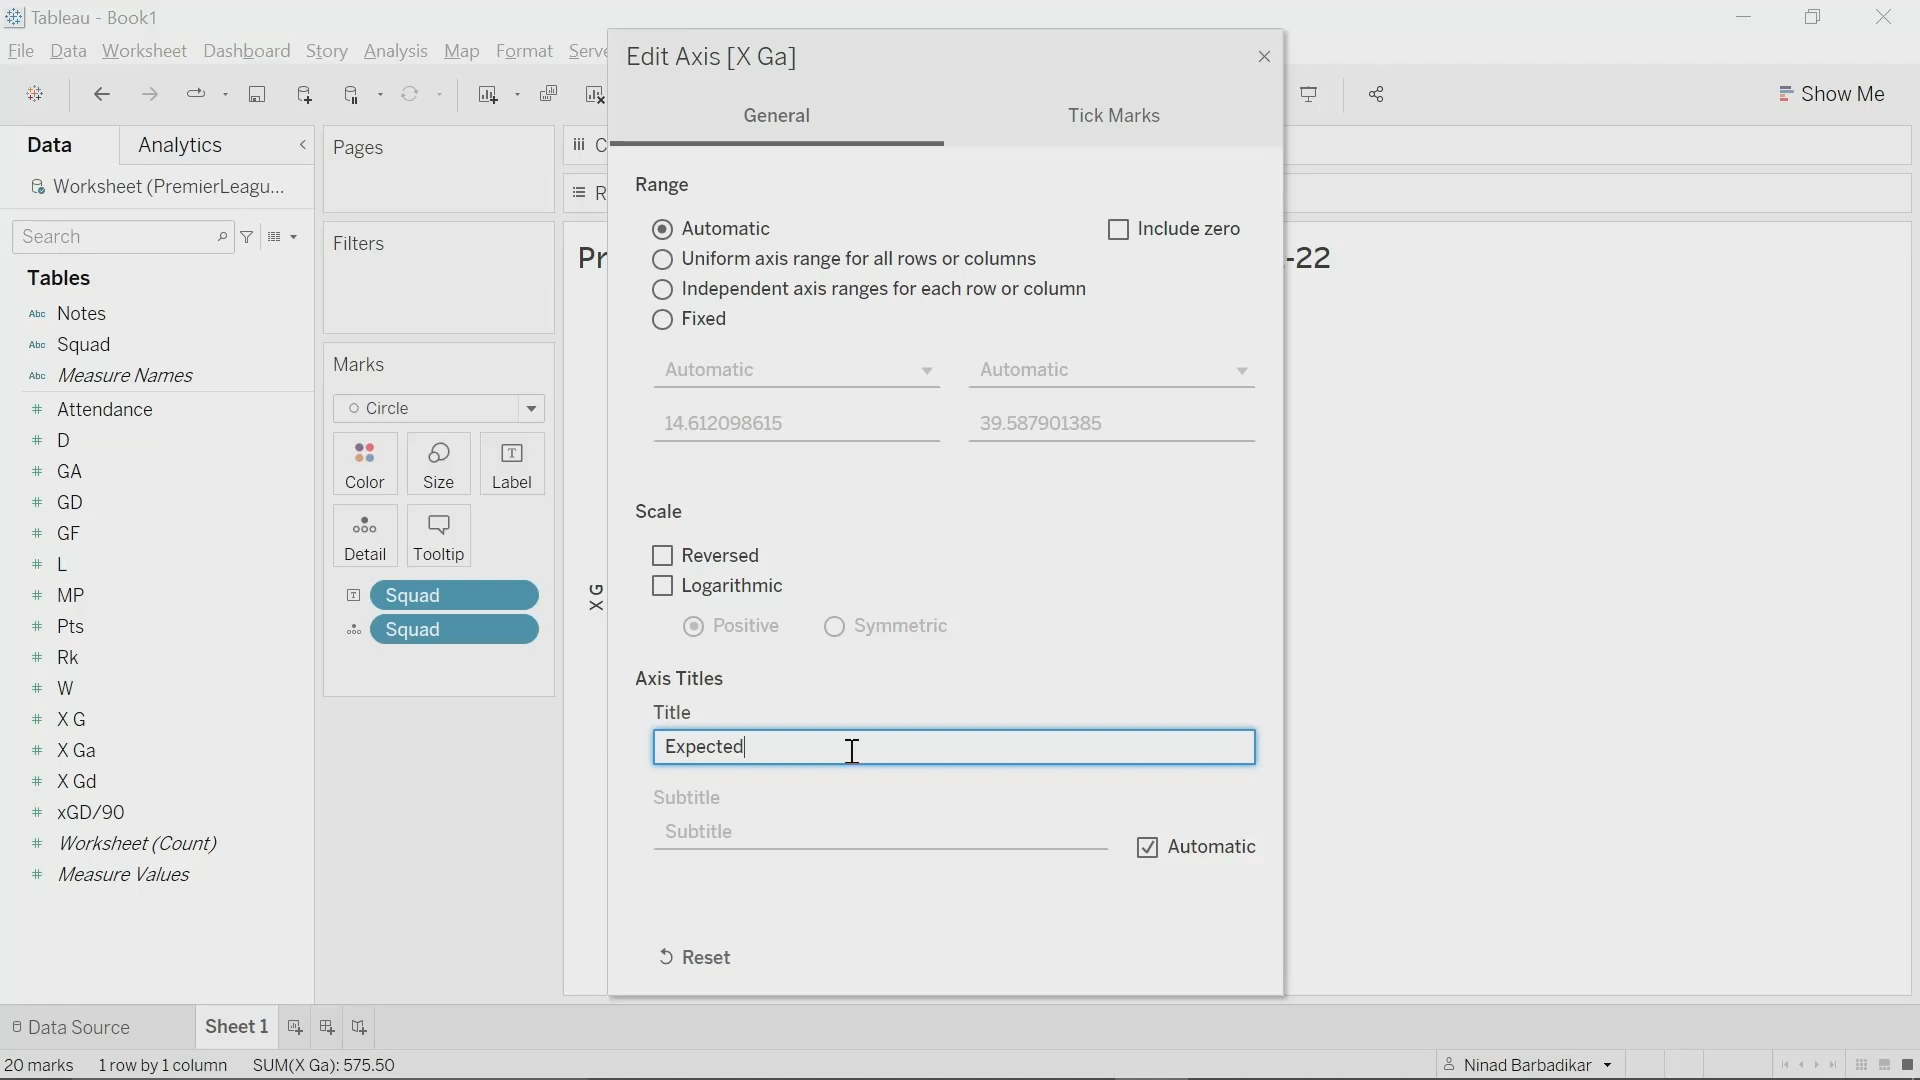 Tableau - Book1
File Data Worksheet Dashboard Story Analysis Map Format Serve
Show Me
Data
Analytics
Worksheet (PremierLeagu...
Search
Tables
Abc Notes
Abc Squad
Abc Measure Names
# Attendance
# D
# GA
# GD
# GF
# L
# MP
# Pts
# Rk
# W
# X G
# X Ga
# X Gd
# xGD/90
# Worksheet (Count)
# Measure Values
Pages
Filters
Marks
Circle
Color
Size
Label
Detail
Tooltip
Squad
Squad
C
R
Pr
-22
X G
Edit Axis [X Ga]
General
Tick Marks
Range
Automatic
Include zero
Uniform axis range for all rows or columns
Independent axis ranges for each row or column
Fixed
Automatic
Automatic
14.612098615
39.587901385
Scale
Reversed
Logarithmic
Positive
Symmetric
Axis Titles
Title
Expected
Subtitle
Subtitle
Automatic
Reset
Data Source
Sheet 1
20 marks 1 row by 1 column SUM(X Ga): 575.50
Ninad Barbadikar